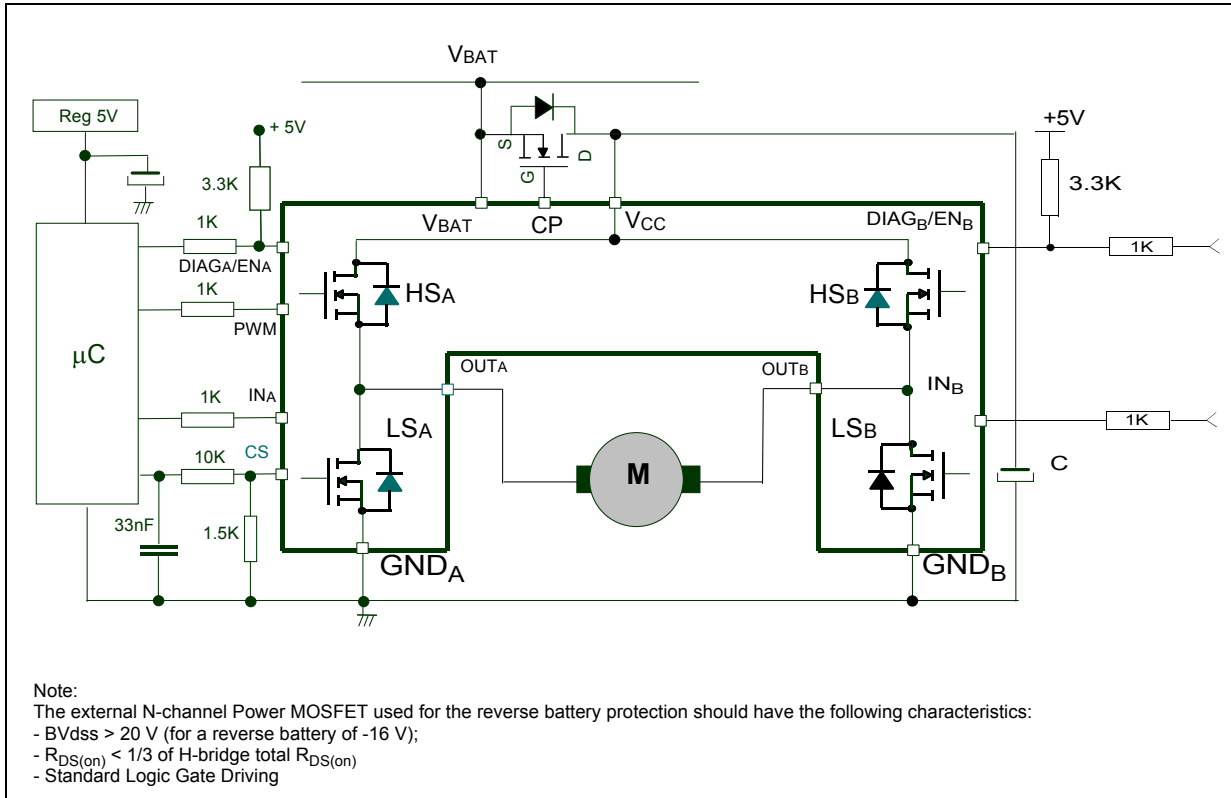 VBAT
Reg 5V
+ 5V
+5V
S
D
G
3.3K
3.3K
1K
VBAT
CP
VCC
DIAGB/ENB
1K
DIAGA/ENA
1K
HSA
HSB
PWM
µC
OUTA
OUTB
1K
INA
INB
LSA
LSB
1K
10K
CS
M
C
33nF
1.5K
GNDA
GNDB
Note:
The external N-channel Power MOSFET used for the reverse battery protection should have the following characteristics:
- BVdss > 20 V (for a reverse battery of -16 V);
- RDS(on) < 1/3 of H-bridge total RDS(on)
- Standard Logic Gate Driving